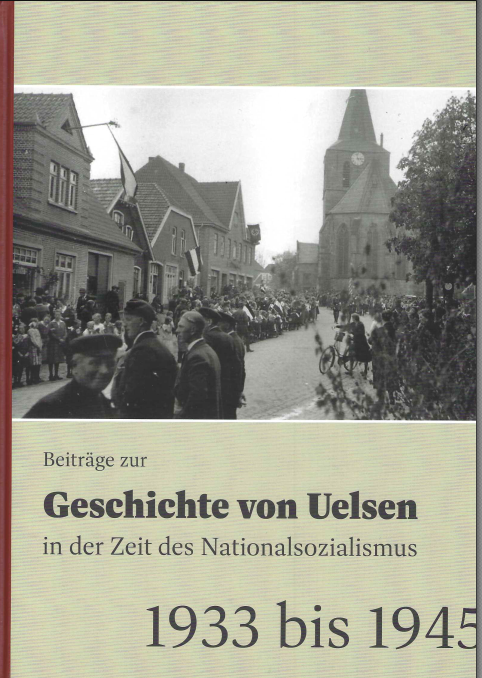 Beiträge zur
Geschichte von Uelsen
in der Zeit des Nationalsozialismus
1933 bis 1945